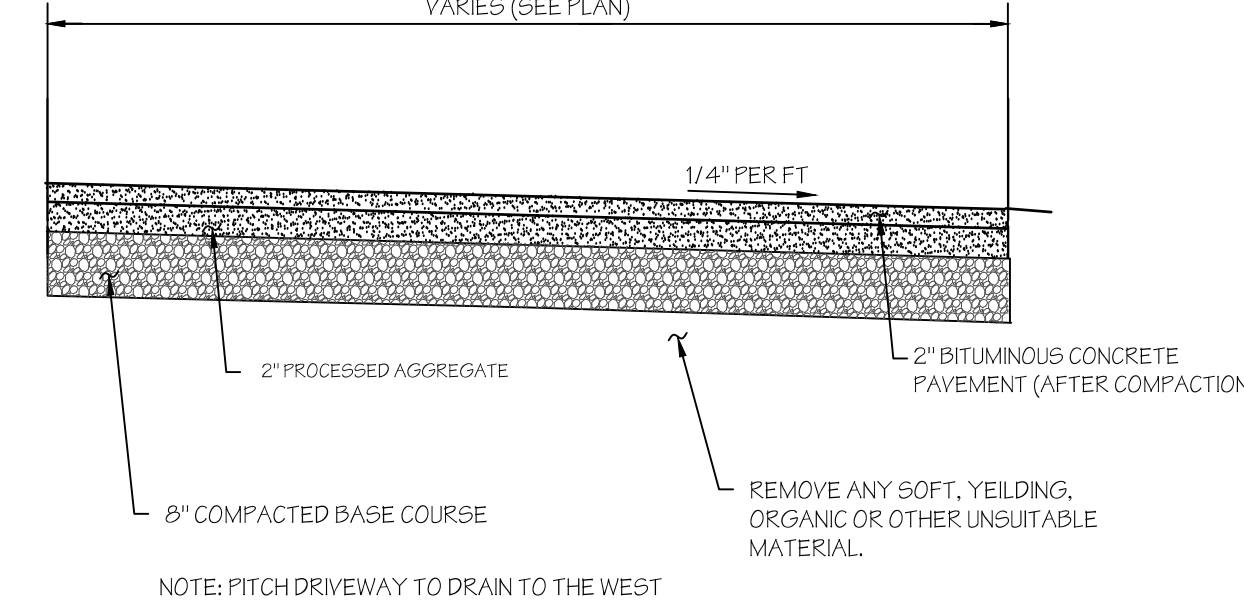 VARIES (SEE PLAN)
1/4" PER FT
2" BITUMINOUS CONCRETE
PAVEMENT (AFTER COMPACTION
2" PROCESSED AGGREGATE
REMOVE ANY SOFT, YEILDING,
ORGANIC OR OTHER UNSUITABLE
MATERIAL.
8" COMPACTED BASE COURSE
NOTE: PITCH DRIVEWAY TO DRAIN TO THE WEST